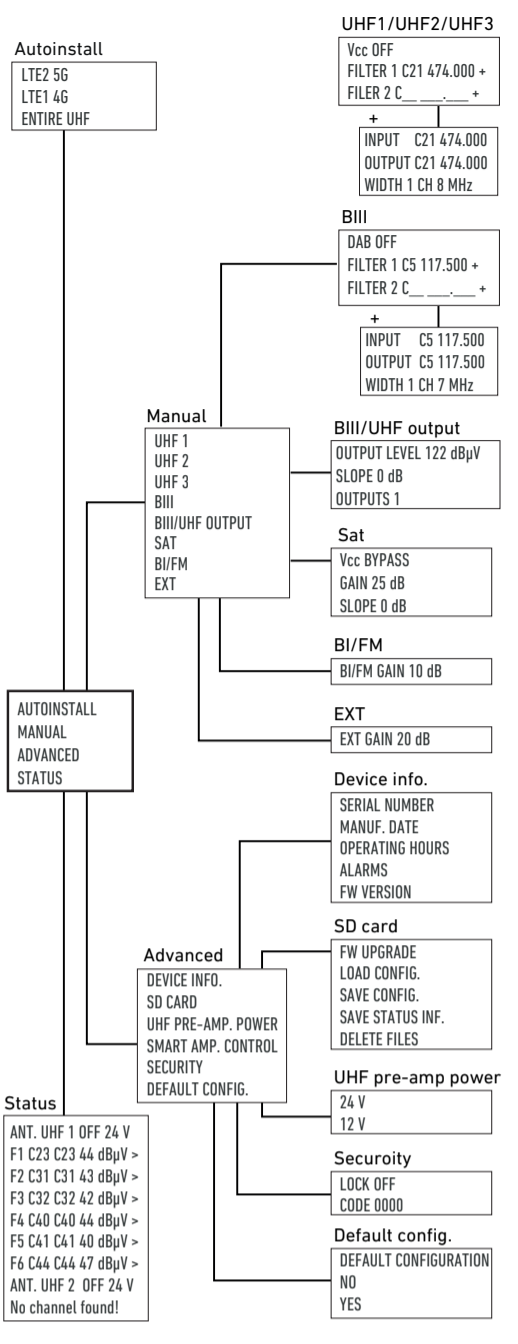 Autoinstall
LTE2 5G
LTE1 4G
ENTIRE UHF
UHF1/UHF2/UHF3
Vcc OFF
FILTER 1 C21 474.000 +
FILER 2 C__ ___.___ +
+
INPUT C21 474.000
OUTPUT C21 474.000
WIDTH 1 CH 8 MHz
BIII
DAB OFF
FILTER 1 C5 117.500 +
FILTER 2 C__ ___.___ +
+
INPUT C5 117.500
OUTPUT C5 117.500
WIDTH 1 CH 7 MHz
Manual
UHF 1
UHF 2
UHF 3
BIII
BIII/UHF OUTPUT
SAT
BI/FM
EXT
BIII/UHF output
OUTPUT LEVEL 122 dBµV
SLOPE 0 dB
OUTPUTS 1
Sat
Vcc BYPASS
GAIN 25 dB
SLOPE 0 dB
BI/FM
BI/FM GAIN 10 dB
EXT
EXT GAIN 20 dB
AUTOINSTALL
MANUAL
ADVANCED
STATUS
Device info.
SERIAL NUMBER
MANUF. DATE
OPERATING HOURS
ALARMS
FW VERSION
Advanced
DEVICE INFO.
SD CARD
UHF PRE-AMP. POWER
SMART AMP. CONTROL
SECURITY
DEFAULT CONFIG.
SD card
FW UPGRADE
LOAD CONFIG.
SAVE CONFIG.
SAVE STATUS INF.
DELETE FILES
UHF pre-amp power
24 V
12 V
Securoity
LOCK OFF
CODE 0000
Default config.
DEFAULT CONFIGURATION
NO
YES
Status
ANT. UHF 1 OFF 24 V
F1 C23 C23 44 dBµV >
F2 C31 C31 43 dBµV >
F3 C32 C32 42 dBµV >
F4 C40 C40 44 dBµV >
F5 C41 C41 40 dBµV >
F6 C44 C44 47 dBµV >
ANT. UHF 2 OFF 24 V
No channel found!